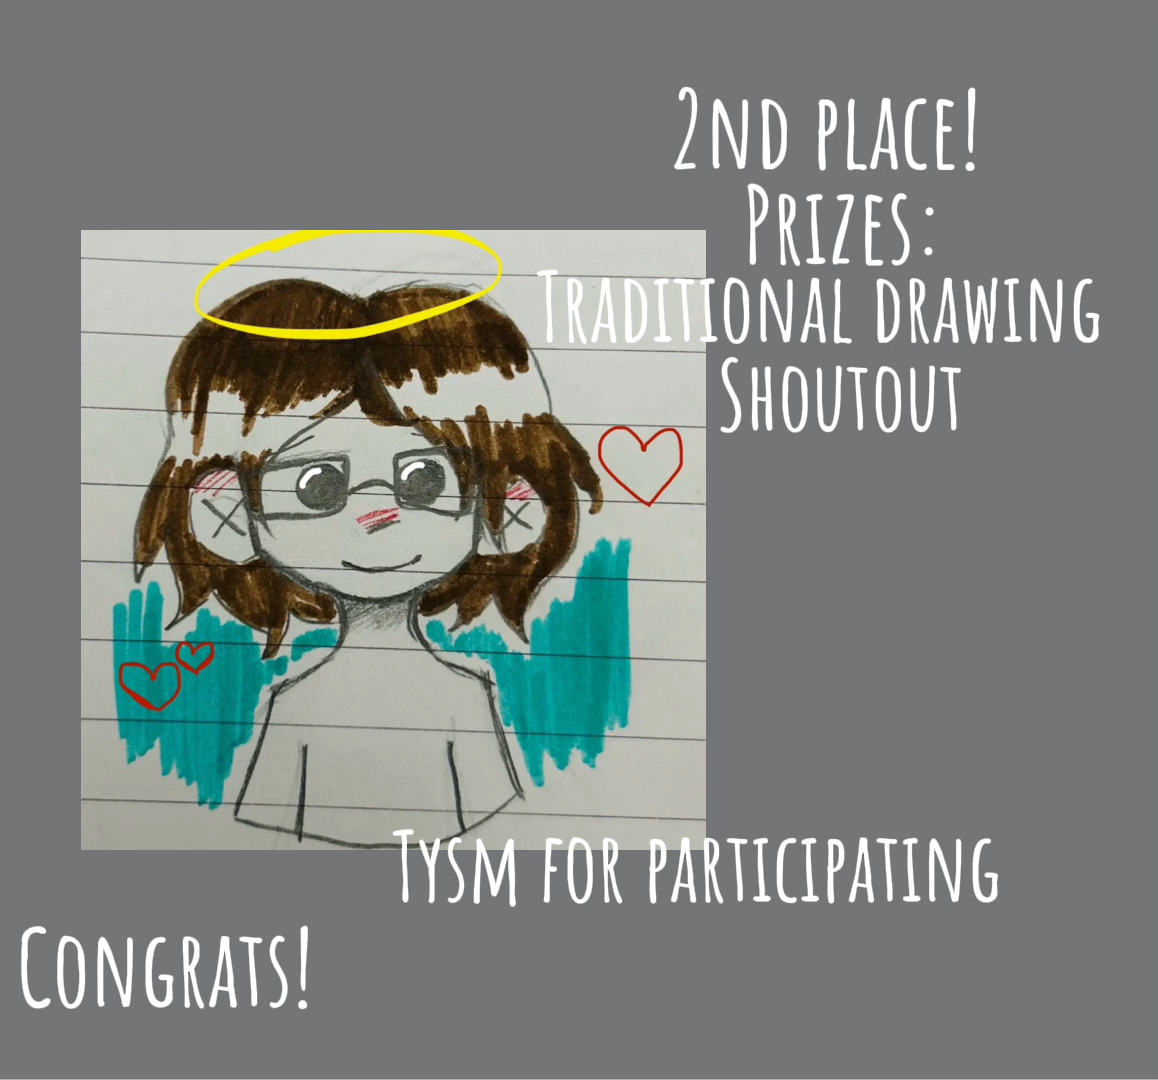 2nd place!
Prizes:
Traditional drawing
Shoutout
Tysm for participating
Congrats!